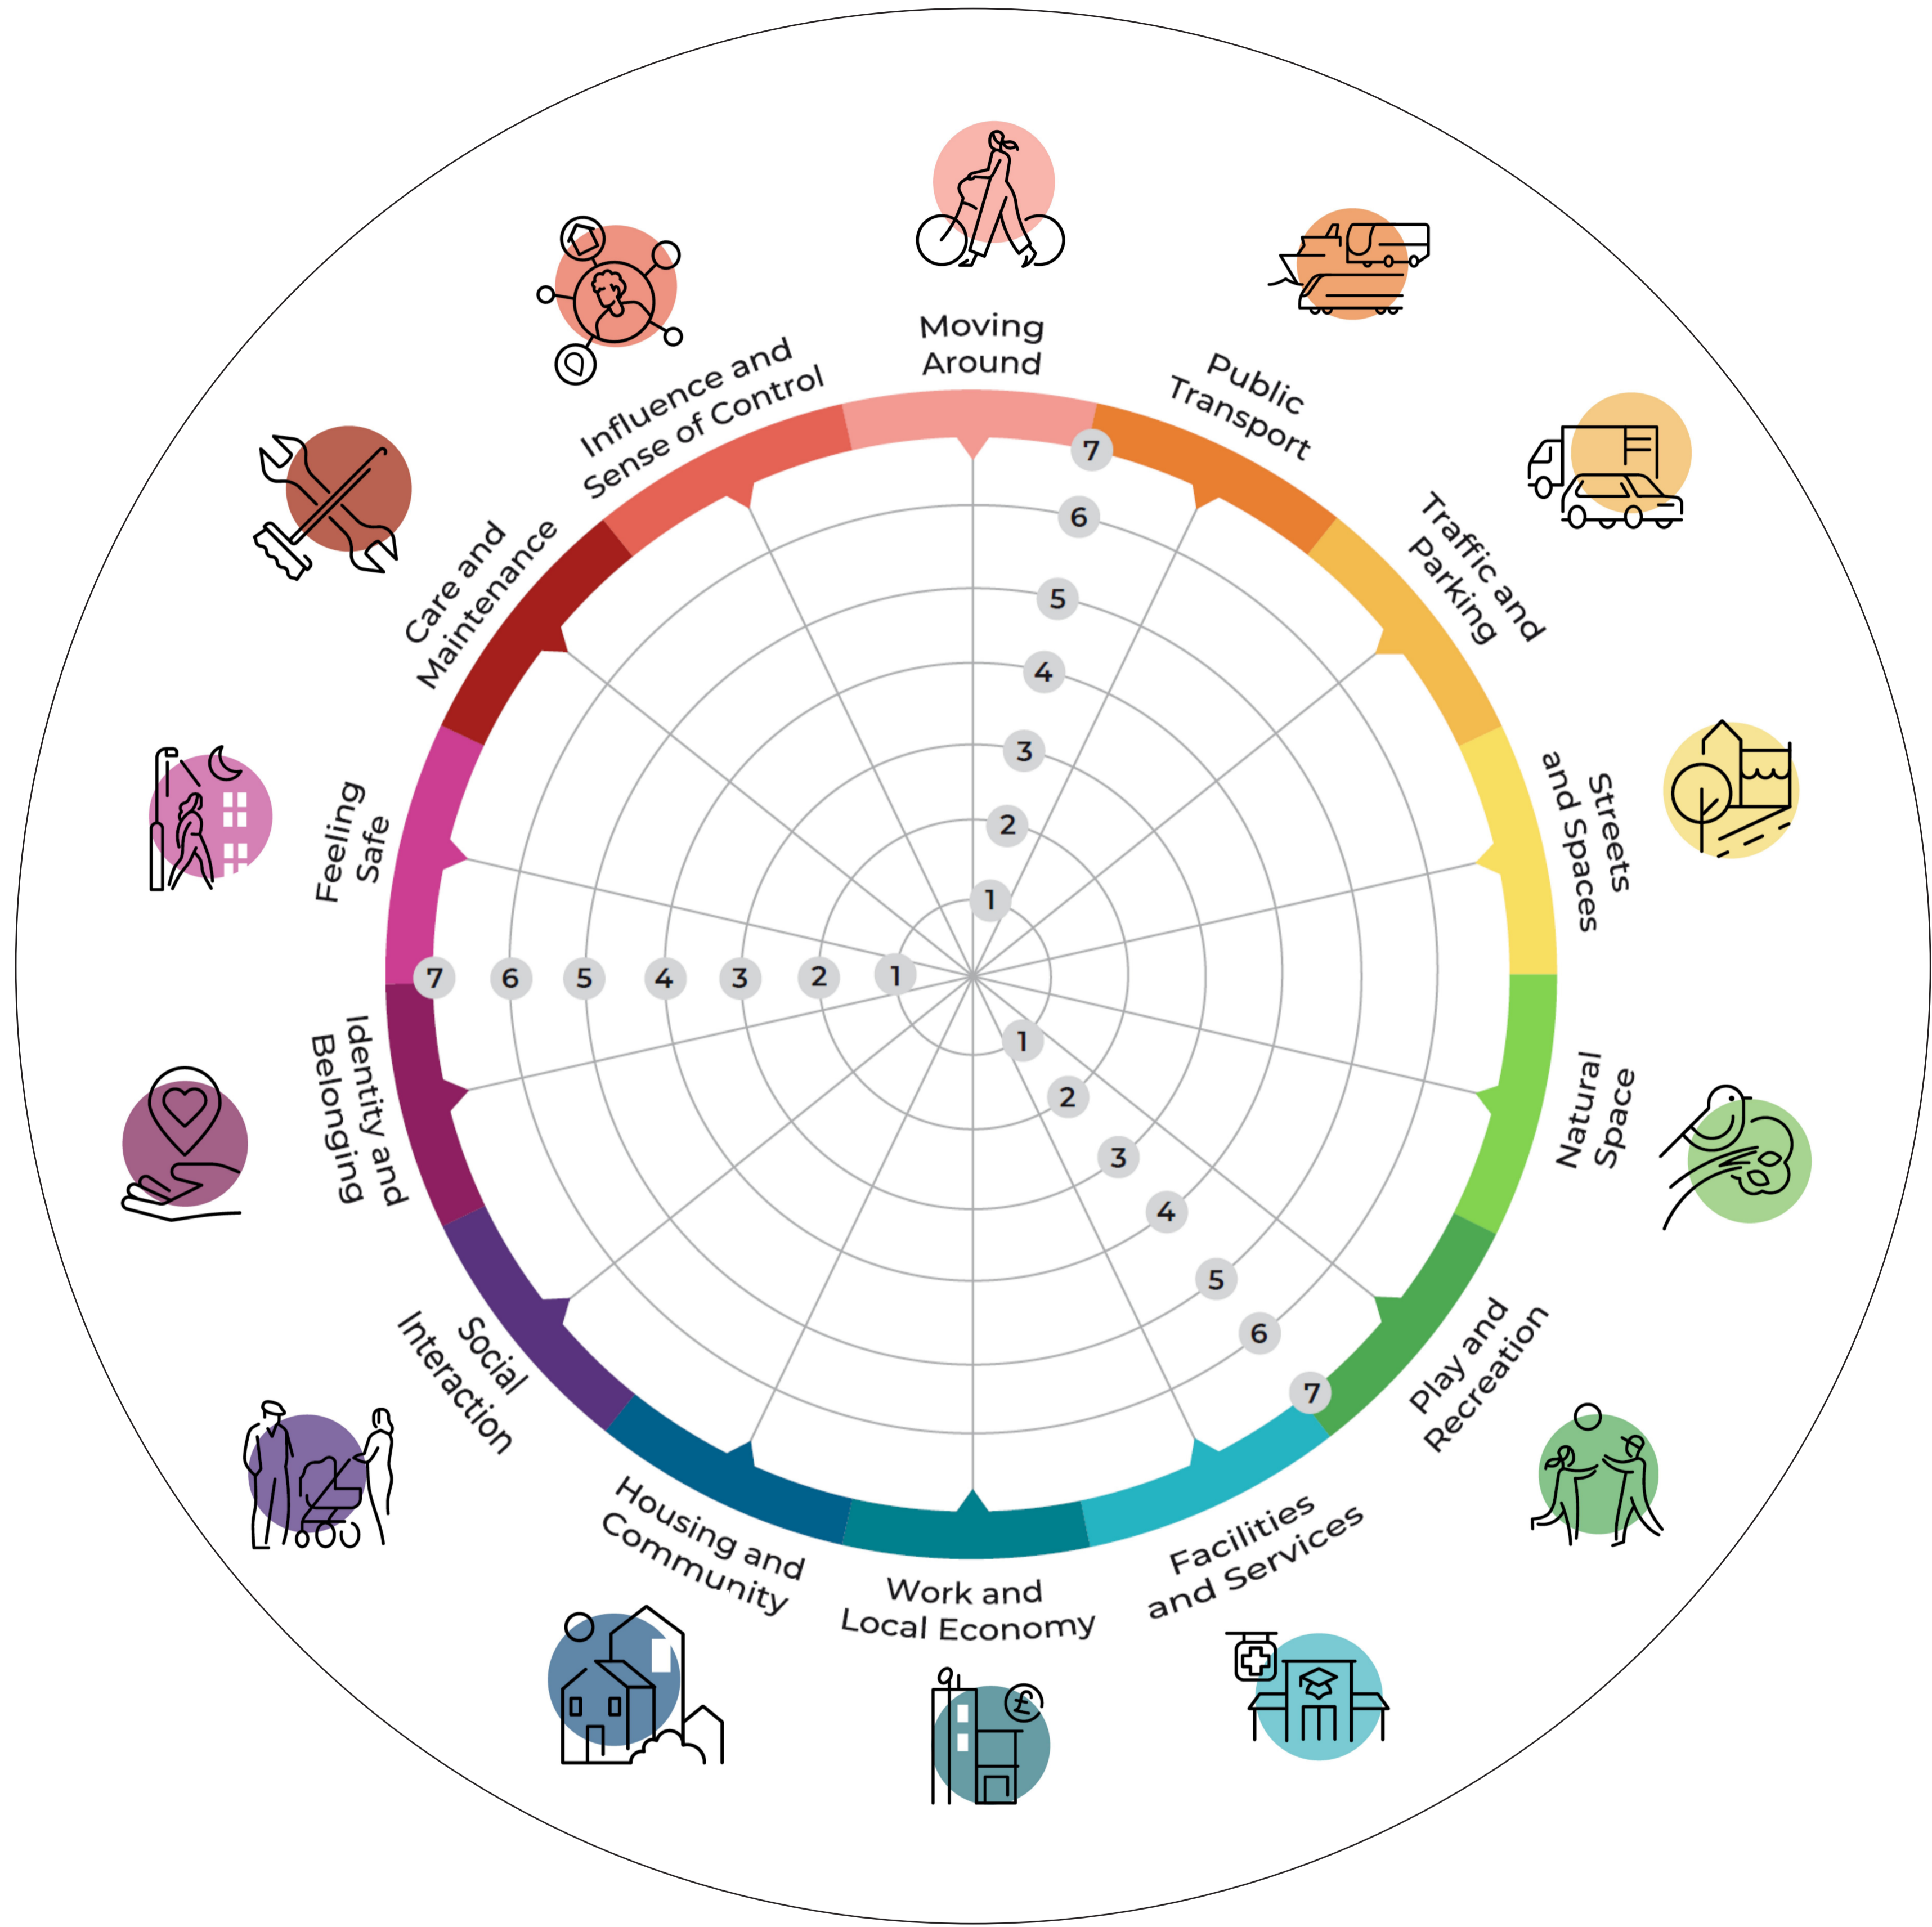 Moving
Around
Public
Transport
Traffic and
Parking
Streets
and Spaces
Natural
Space
Play and
Recreation
Facilities
and Services
Work and
Local Economy
Housing and
Community
Social
Interaction
Identity and
Belonging
Feeling
Safe
Care and
Maintenance
Influence and
Sense of Control
7
6
5
4
3
2
1
7 6 5 4 3 2 1
1
2
3
4
5
6
7
£